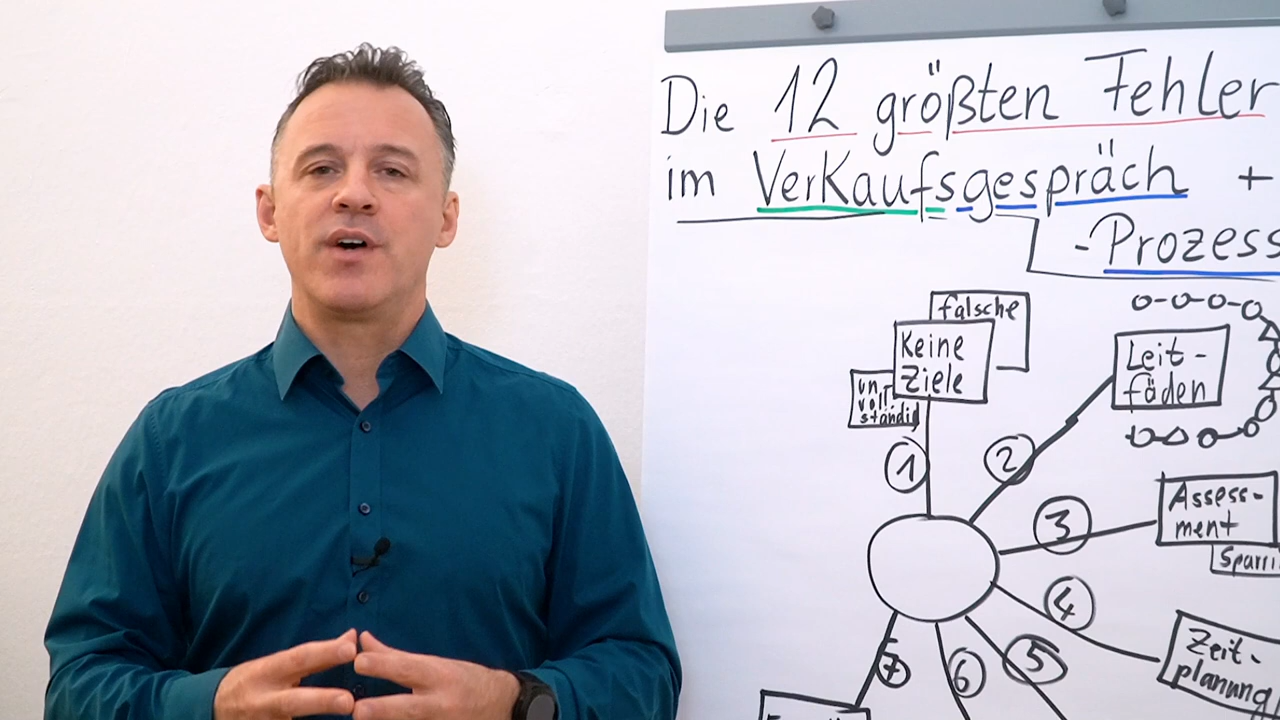 Die 12 größten Fehler
im Verkaufsgespräch +
-Prozess
falsche
Keine
Ziele
un
voll
ständig
1
2
Leit-
fäden
3
Assess-
ment
4
Zeit-
planung
5
6
7